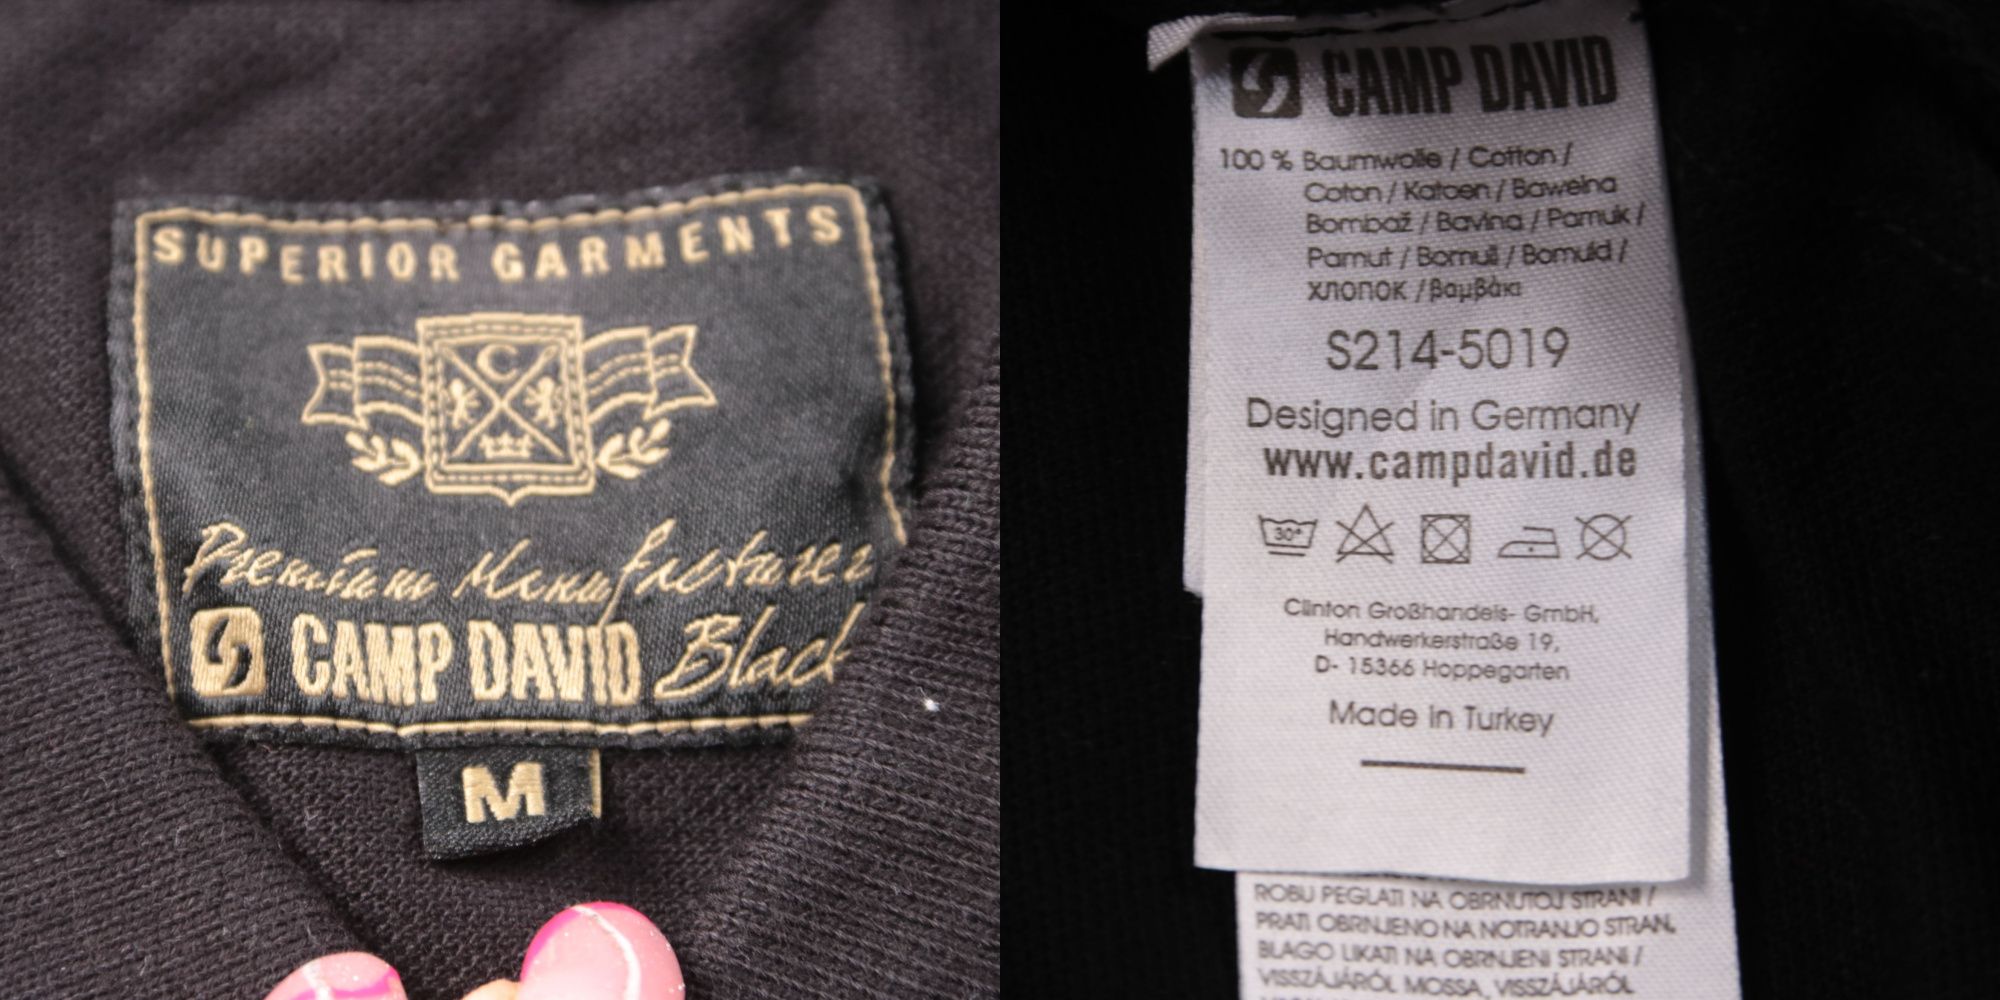 SUPERIOR GARMENTS
C
Premium Manufacturer
CAMP DAVID Black
M
CAMP DAVID
100 % Baumwolle / Cotton /
Coton / Katoen / Bawełna
Bombaž / Bavlna / Pamuk /
Pamut / Bomull / Bomuld /
ХЛОПОК / βαμβάκι
S214-5019
Designed in Germany
www.campdavid.de
30°
Clinton Großhandels- GmbH,
Handwerkerstraße 19,
D- 15366 Hoppegarten
Made in Turkey
ROBU PEGLATI NA OBRNUTOJ STRANI /
PRATI OBRNJENO NA NOTRANJO STRAN,
BLAGO LIKATI NA OBRNJENI STRANI /
VISSZÁJÁRÓL MOSSA, VISSZÁJÁRÓL